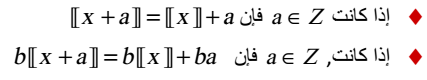 ♦ إذا كانت a ∈ Z فإن ⟦x + a⟧ = ⟦x⟧ + a
♦ إذا كانت, a ∈ Z فإن b⟦x + a⟧ = b⟦x⟧ + ba